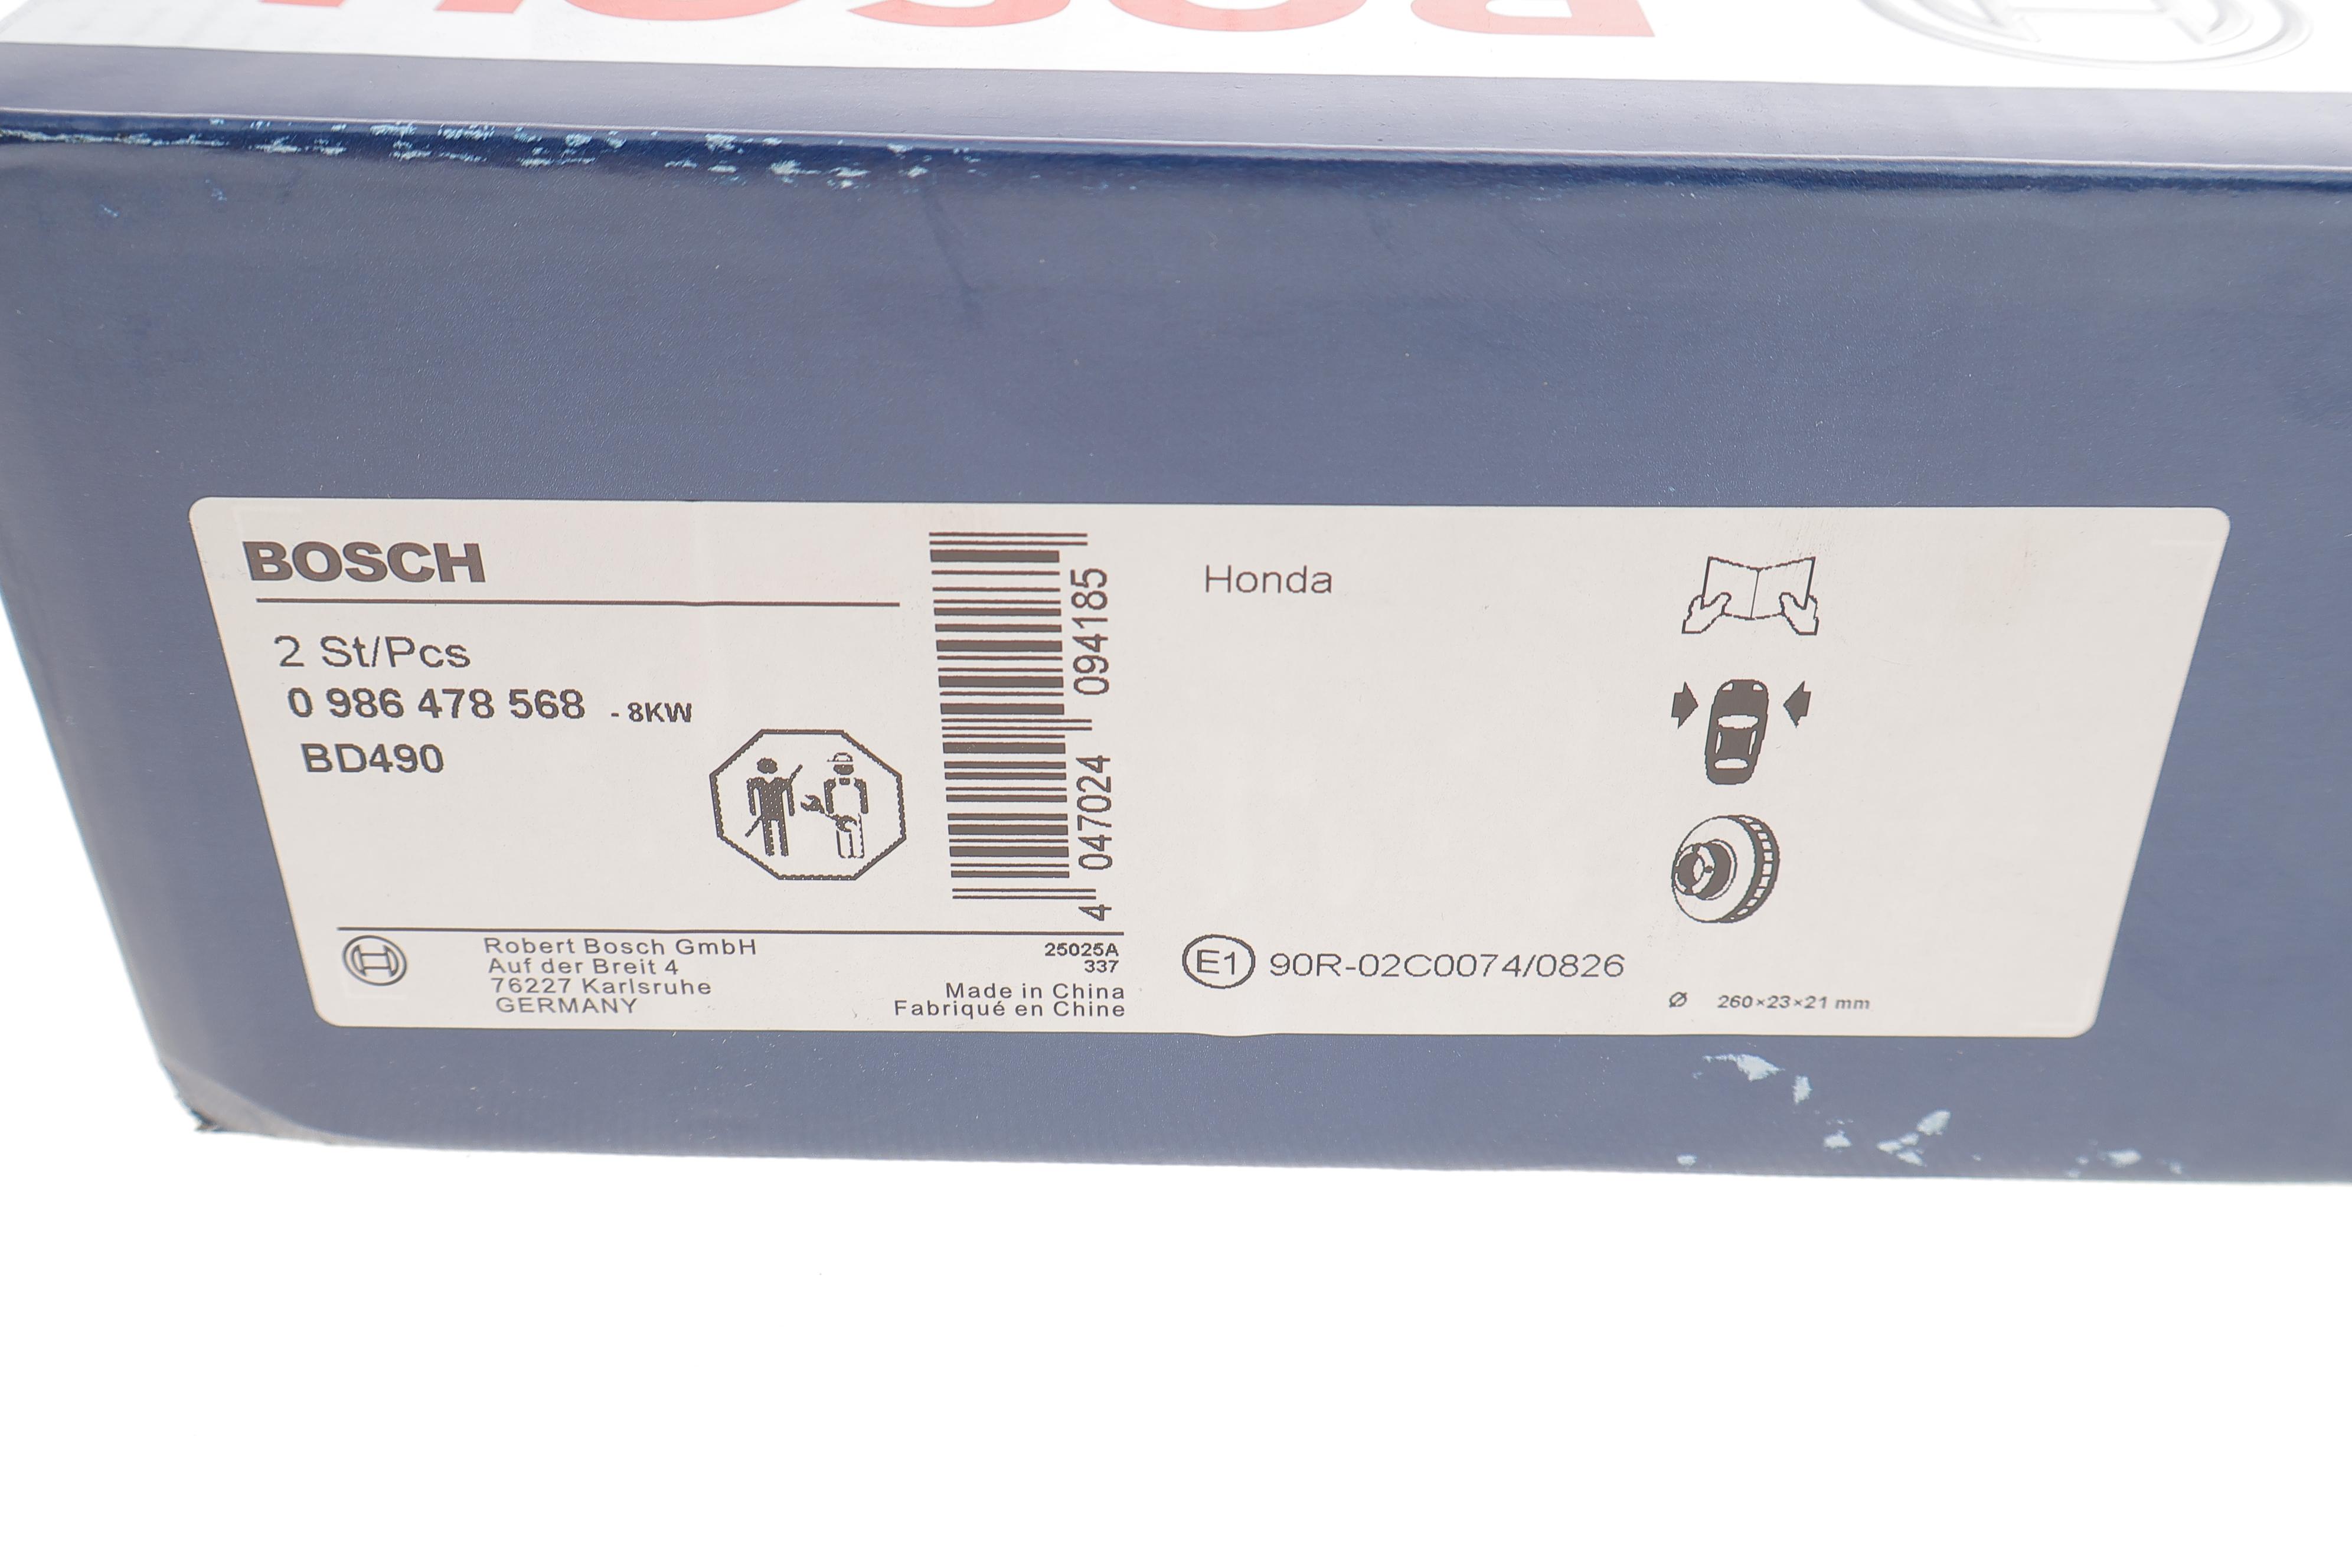 BOSCH
BOSCH
2 St/Pcs
0 986 478 568 - 8KW
BD490
4 047024 094185
Robert Bosch GmbH
Auf der Breit 4
76227 Karlsruhe
GERMANY
25025A
337
Made in China
Fabriqué en Chine
Honda
E1 90R-02C0074/0826
Ø 260×23×21 mm